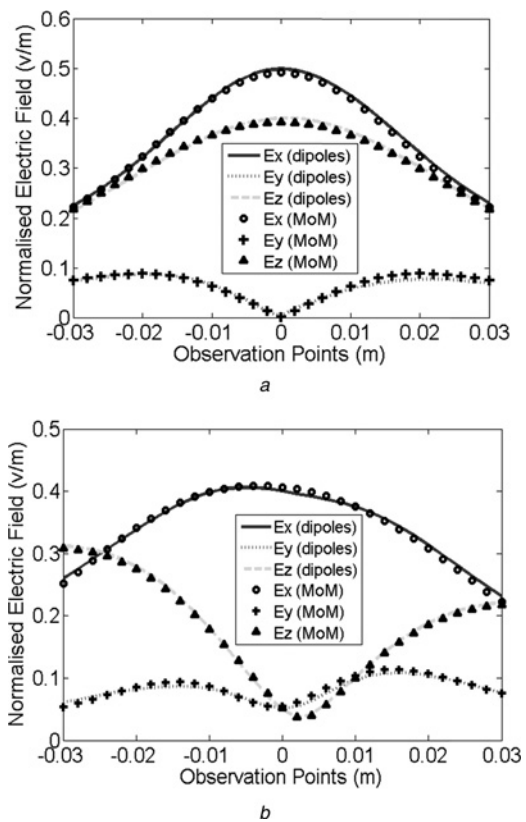 0.6
0.5
0.4
0.3
0.2
0.1
0
Normalised Electric Field (v/m)
Ex (dipoles)
Ey (dipoles)
Ez (dipoles)
Ex (MoM)
Ey (MoM)
Ez (MoM)
-0.03 -0.02 -0.01 0 0.01 0.02 0.03
Observation Points (m)
a
0.5
0.4
0.3
0.2
0.1
0
Normalised Electric Field (v/m)
Ex (dipoles)
Ey (dipoles)
Ez (dipoles)
Ex (MoM)
Ey (MoM)
Ez (MoM)
-0.03 -0.02 -0.01 0 0.01 0.02 0.03
Observation Points (m)
b